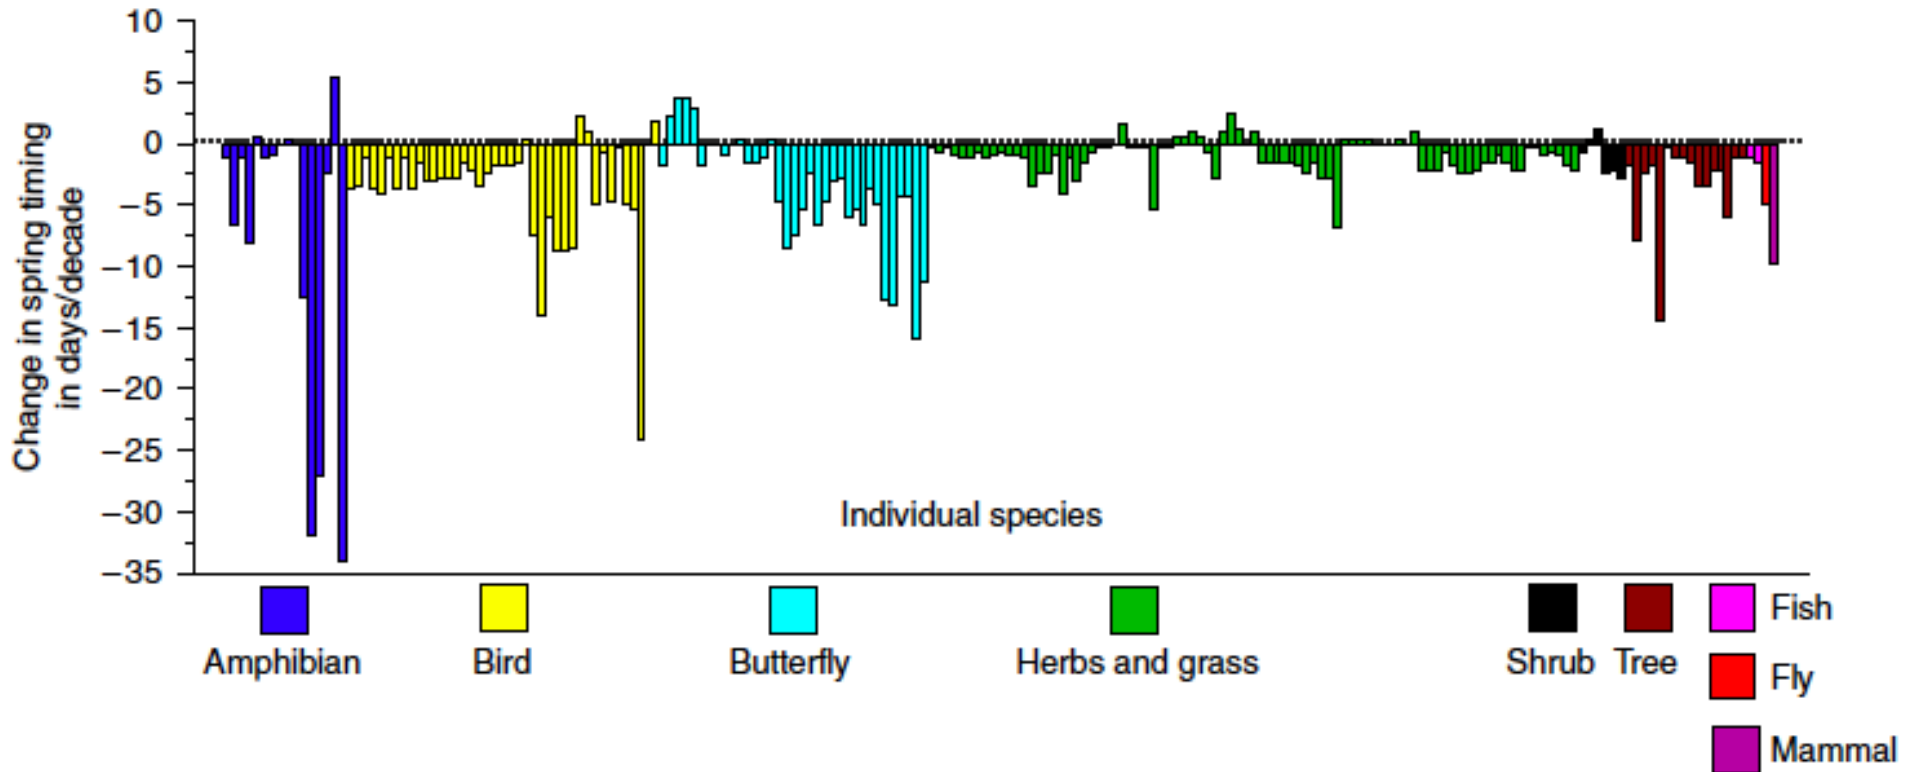 10
5
0
−5
−10
−15
−20
−25
−30
−35
Change in spring timing
in days/decade
Individual species
Amphibian
Bird
Butterfly
Herbs and grass
Shrub
Tree
Fish
Fly
Mammal